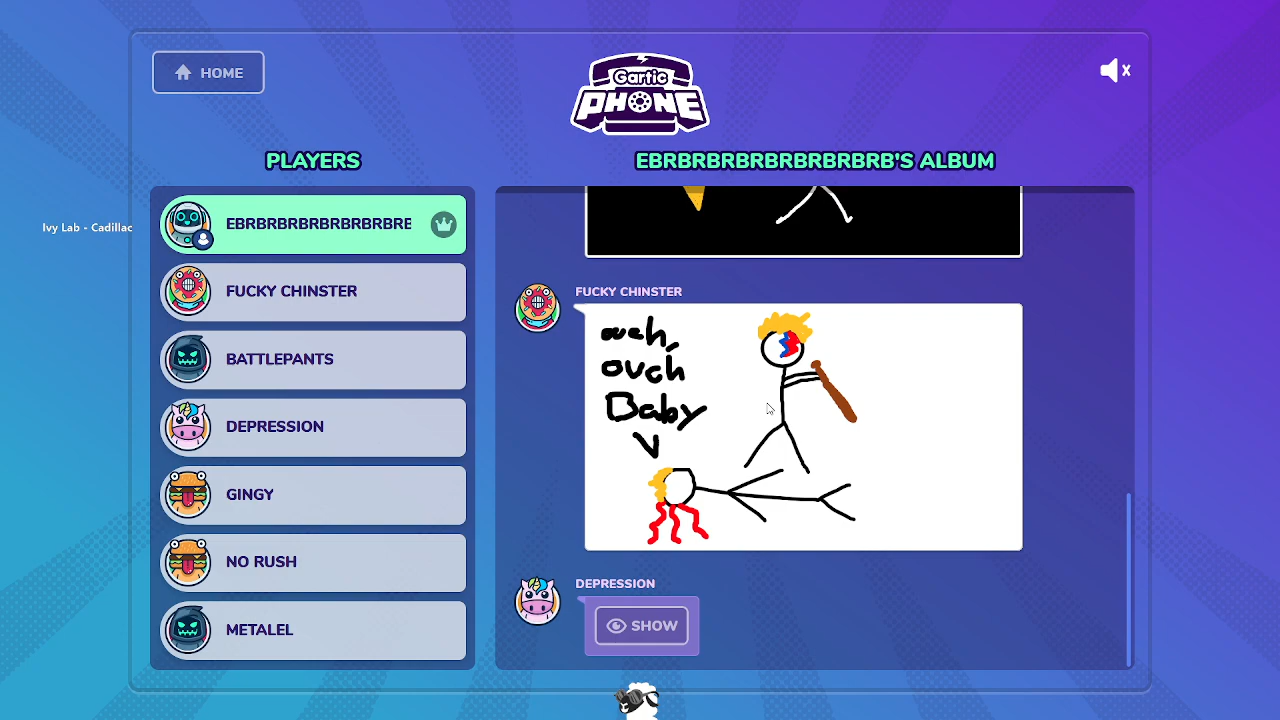 HOME
Gartic
PHONE
PLAYERS
EBRBRBRBRBRBRBRBRB'S ALBUM
Ivy Lab - Cadillac
EBRBRBRBRBRBRBRBRE
FUCKY CHINSTER
BATTLEPANTS
DEPRESSION
GINGY
NO RUSH
METALEL
FUCKY CHINSTER
ouch,
ouch
Baby
DEPRESSION
SHOW